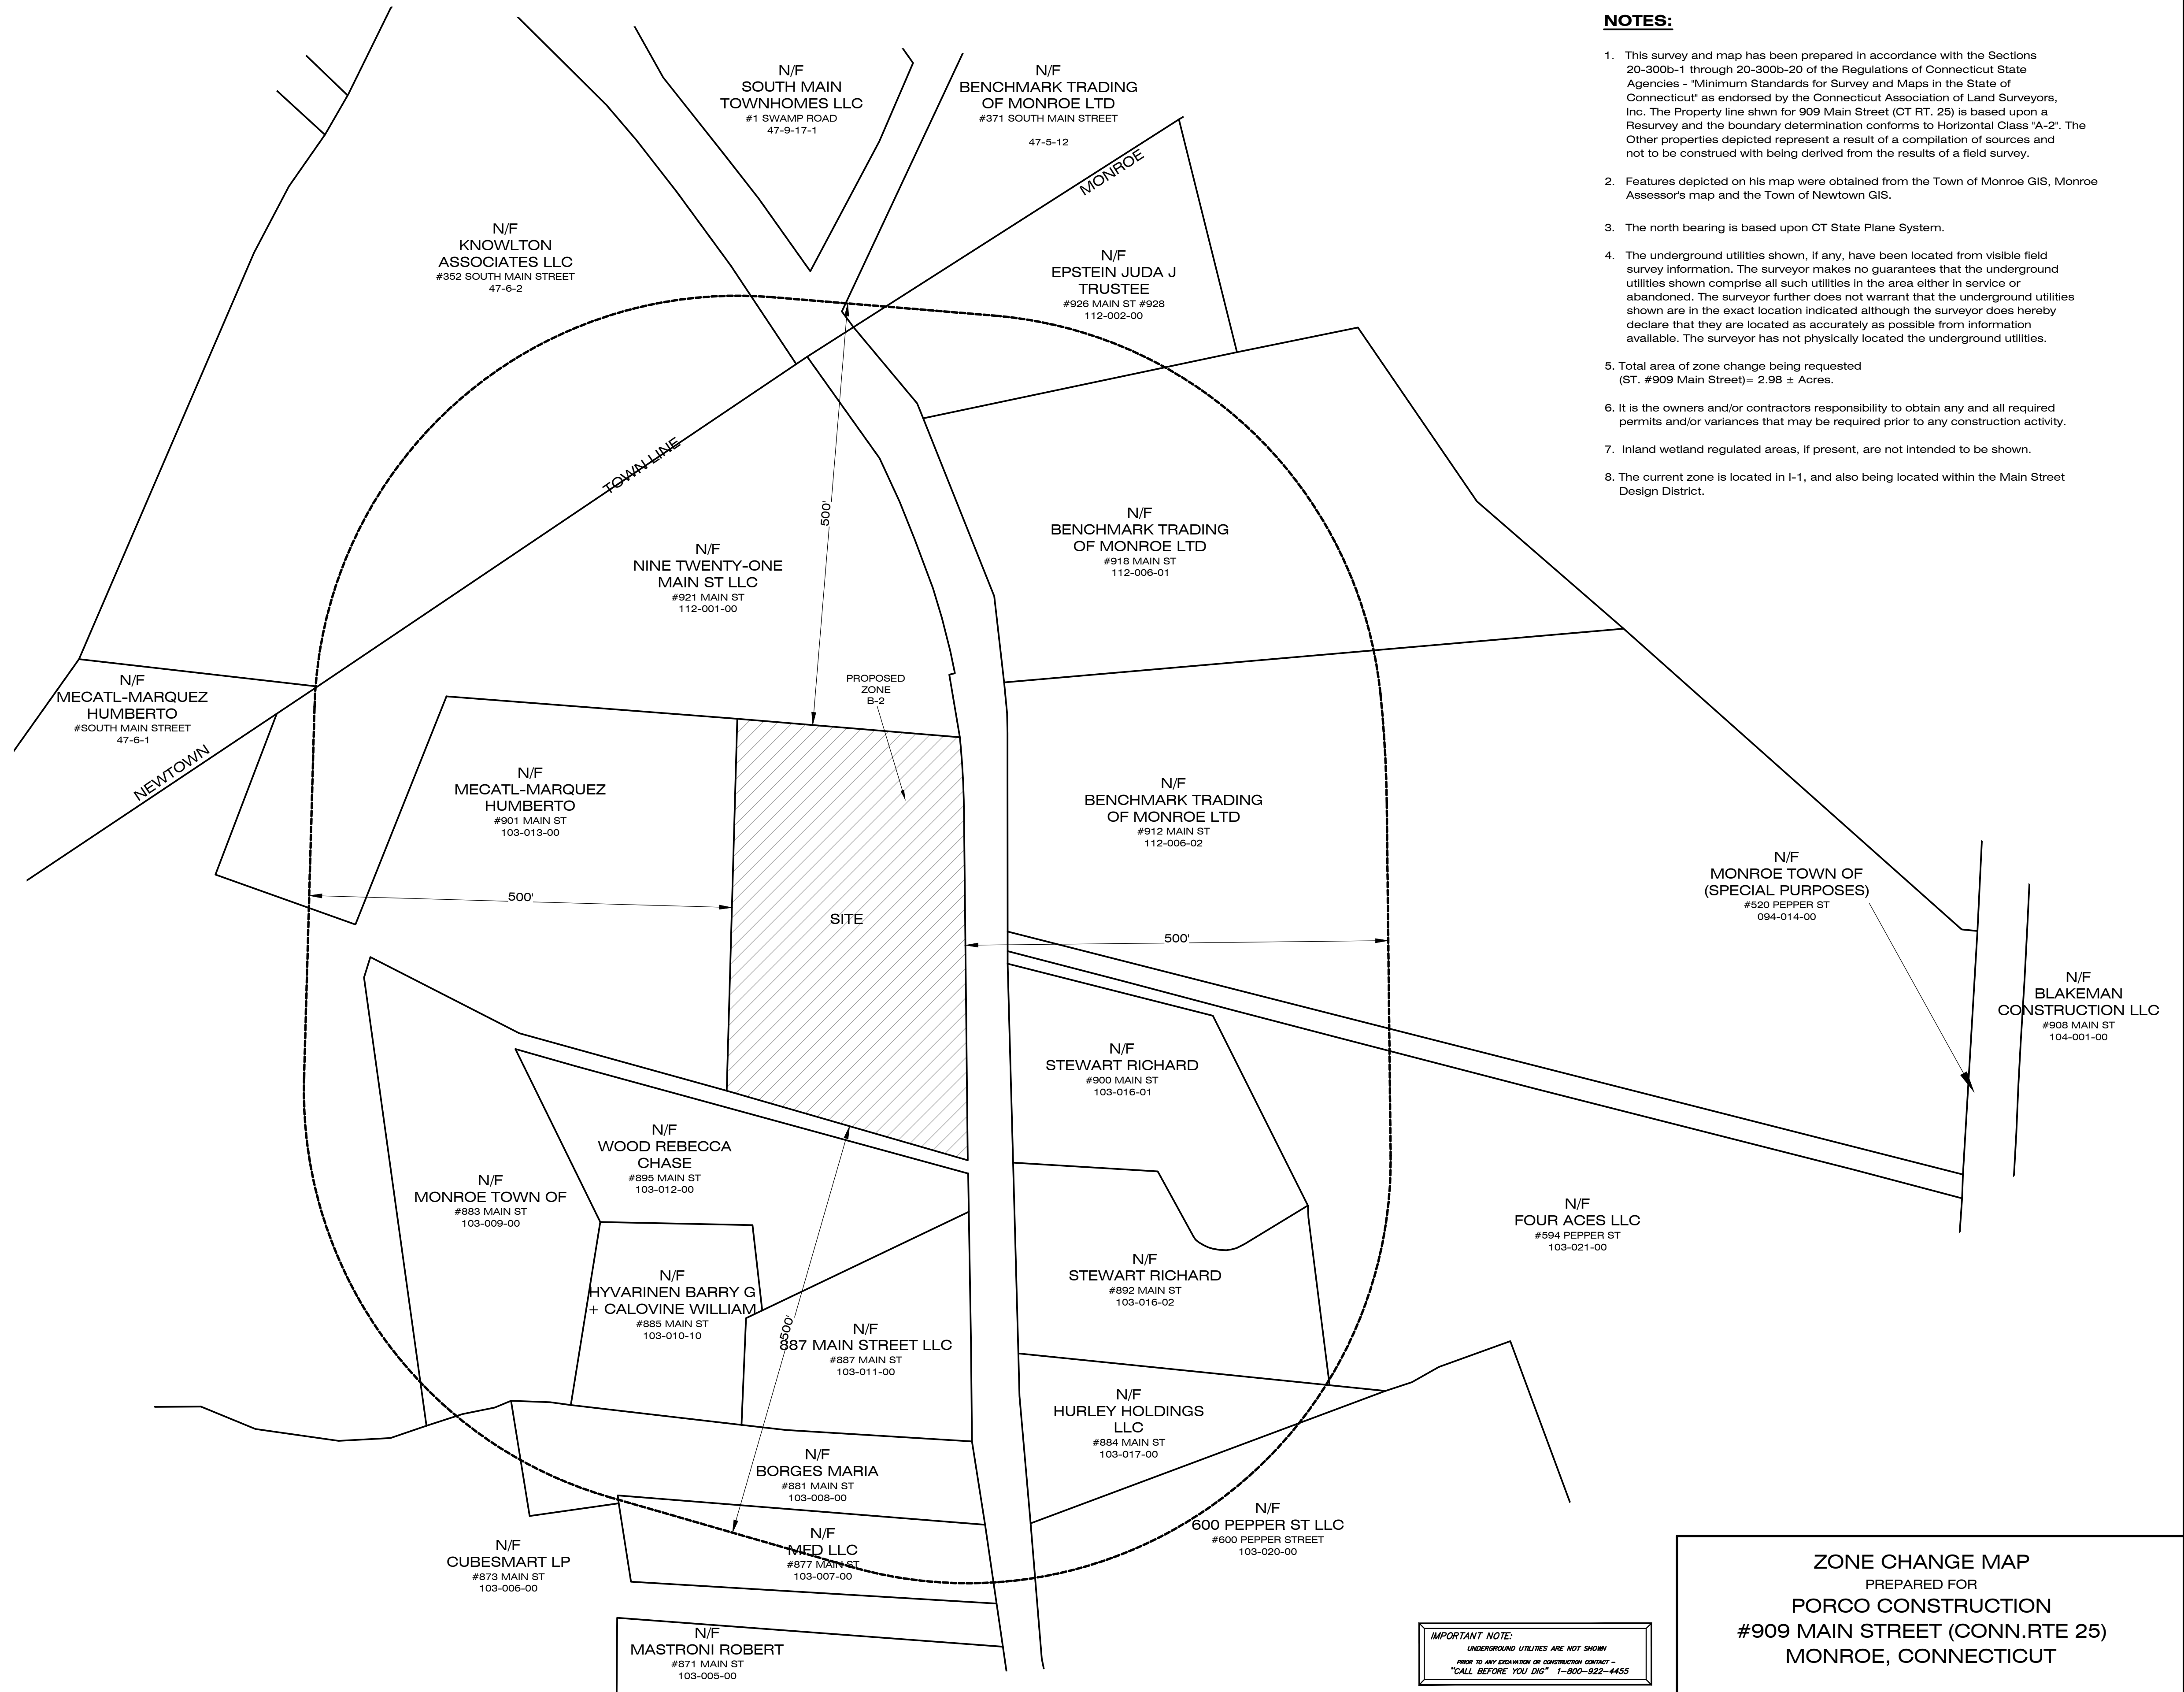 NOTES:
1. This survey and map has been prepared in accordance with the Sections
20-300b-1 through 20-300b-20 of the Regulations of Connecticut State
Agencies - "Minimum Standards for Survey and Maps in the State of
Connecticut" as endorsed by the Connecticut Association of Land Surveyors,
Inc. The Property line shwn for 909 Main Street (CT RT. 25) is based upon a
Resurvey and the boundary determination conforms to Horizontal Class "A-2". The
Other properties depicted represent a result of a compilation of sources and
not to be construed with being derived from the results of a field survey.
2. Features depicted on his map were obtained from the Town of Monroe GIS, Monroe
Assessor's map and the Town of Newtown GIS.
3. The north bearing is based upon CT State Plane System.
4. The underground utilities shown, if any, have been located from visible field
survey information. The surveyor makes no guarantees that the underground
utilities shown comprise all such utilities in the area either in service or
abandoned. The surveyor further does not warrant that the underground utilities
shown are in the exact location indicated although the surveyor does hereby
declare that they are located as accurately as possible from information
available. The surveyor has not physically located the underground utilities.
5. Total area of zone change being requested
(ST. #909 Main Street)= 2.98 ± Acres.
6. It is the owners and/or contractors responsibility to obtain any and all required
permits and/or variances that may be required prior to any construction activity.
7. Inland wetland regulated areas, if present, are not intended to be shown.
8. The current zone is located in I-1, and also being located within the Main Street
Design District.
N/F
SOUTH MAIN
TOWNHOMES LLC
#1 SWAMP ROAD
47-9-17-1
N/F
BENCHMARK TRADING
OF MONROE LTD
#371 SOUTH MAIN STREET
47-5-12
MONROE
N/F
KNOWLTON
ASSOCIATES LLC
#352 SOUTH MAIN STREET
47-6-2
N/F
EPSTEIN JUDA J
TRUSTEE
#926 MAIN ST #928
112-002-00
TOWN LINE
500'
N/F
BENCHMARK TRADING
OF MONROE LTD
#918 MAIN ST
112-006-01
N/F
NINE TWENTY-ONE
MAIN ST LLC
#921 MAIN ST
112-001-00
N/F
MECATL-MARQUEZ
HUMBERTO
#SOUTH MAIN STREET
47-6-1
NEWTOWN
PROPOSED
ZONE
B-2
N/F
MECATL-MARQUEZ
HUMBERTO
#901 MAIN ST
103-013-00
N/F
BENCHMARK TRADING
OF MONROE LTD
#912 MAIN ST
112-006-02
500'
SITE
500'
N/F
MONROE TOWN OF
(SPECIAL PURPOSES)
#520 PEPPER ST
094-014-00
N/F
BLAKEMAN
CONSTRUCTION LLC
#908 MAIN ST
104-001-00
N/F
STEWART RICHARD
#900 MAIN ST
103-016-01
N/F
WOOD REBECCA
CHASE
#895 MAIN ST
103-012-00
N/F
MONROE TOWN OF
#883 MAIN ST
103-009-00
N/F
FOUR ACES LLC
#594 PEPPER ST
103-021-00
N/F
HYVARINEN BARRY G
+ CALOVINE WILLIAM
#885 MAIN ST
103-010-10
500'
N/F
887 MAIN STREET LLC
#887 MAIN ST
103-011-00
N/F
STEWART RICHARD
#892 MAIN ST
103-016-02
N/F
HURLEY HOLDINGS
LLC
#884 MAIN ST
103-017-00
N/F
BORGES MARIA
#881 MAIN ST
103-008-00
N/F
600 PEPPER ST LLC
#600 PEPPER STREET
103-020-00
N/F
MFD LLC
#877 MAIN ST
103-007-00
N/F
CUBESMART LP
#873 MAIN ST
103-006-00
N/F
MASTRONI ROBERT
#871 MAIN ST
103-005-00
IMPORTANT NOTE:
UNDERGROUND UTILITIES ARE NOT SHOWN
PRIOR TO ANY EXCAVATION OR CONSTRUCTION CONTACT -
"CALL BEFORE YOU DIG" 1-800-922-4455
ZONE CHANGE MAP
PREPARED FOR
PORCO CONSTRUCTION
#909 MAIN STREET (CONN.RTE 25)
MONROE, CONNECTICUT